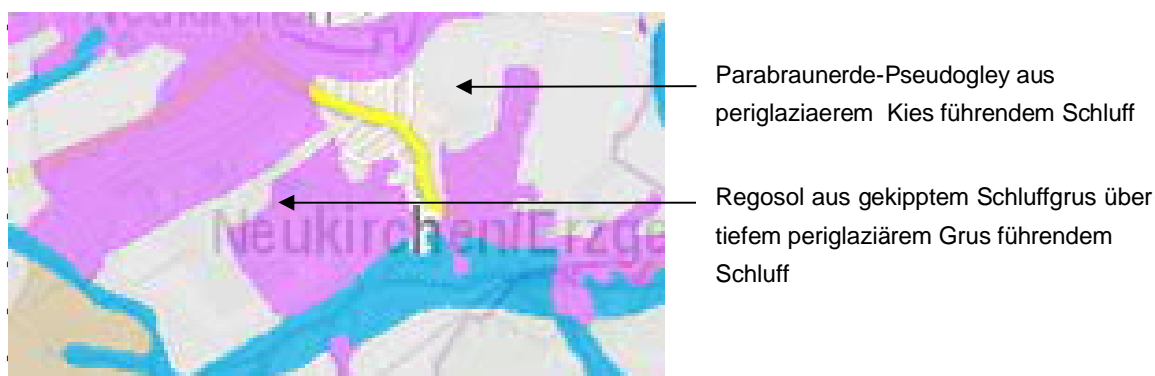 Neukirchen
Parabraunerde-Pseudogley aus
periglaziaerem Kies führendem Schluff
Regosol aus gekipptem Schluffgrus über
tiefem periglaziärem Grus führendem
Schluff
Neukirchen/Erzge